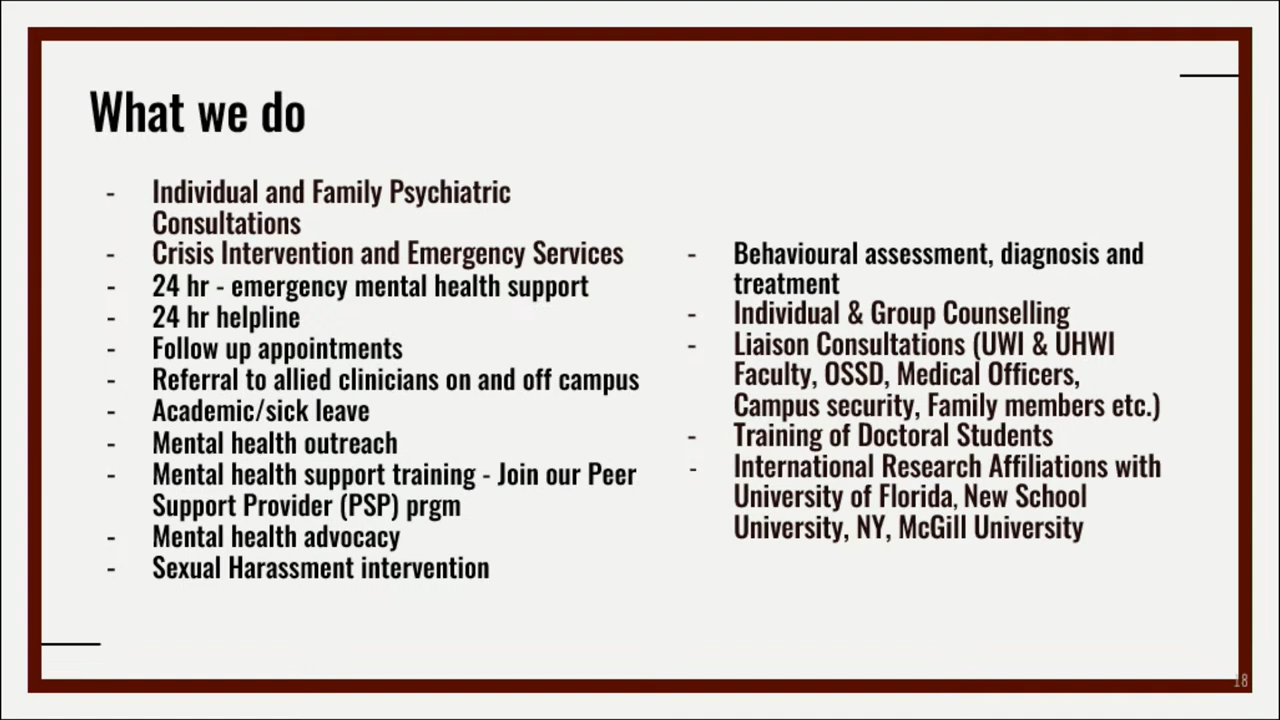 What we do
- Individual and Family Psychiatric
Consultations
- Crisis Intervention and Emergency Services
- 24 hr - emergency mental health support
- 24 hr helpline
- Follow up appointments
- Referral to allied clinicians on and off campus
- Academic/sick leave
- Mental health outreach
- Mental health support training - Join our Peer
Support Provider (PSP) prgm
- Mental health advocacy
- Sexual Harassment intervention
- Behavioural assessment, diagnosis and
treatment
- Individual & Group Counselling
- Liaison Consultations (UWI & UHWI
Faculty, OSSD, Medical Officers,
Campus security, Family members etc.)
- Training of Doctoral Students
- International Research Affiliations with
University of Florida, New School
University, NY, McGill University
18